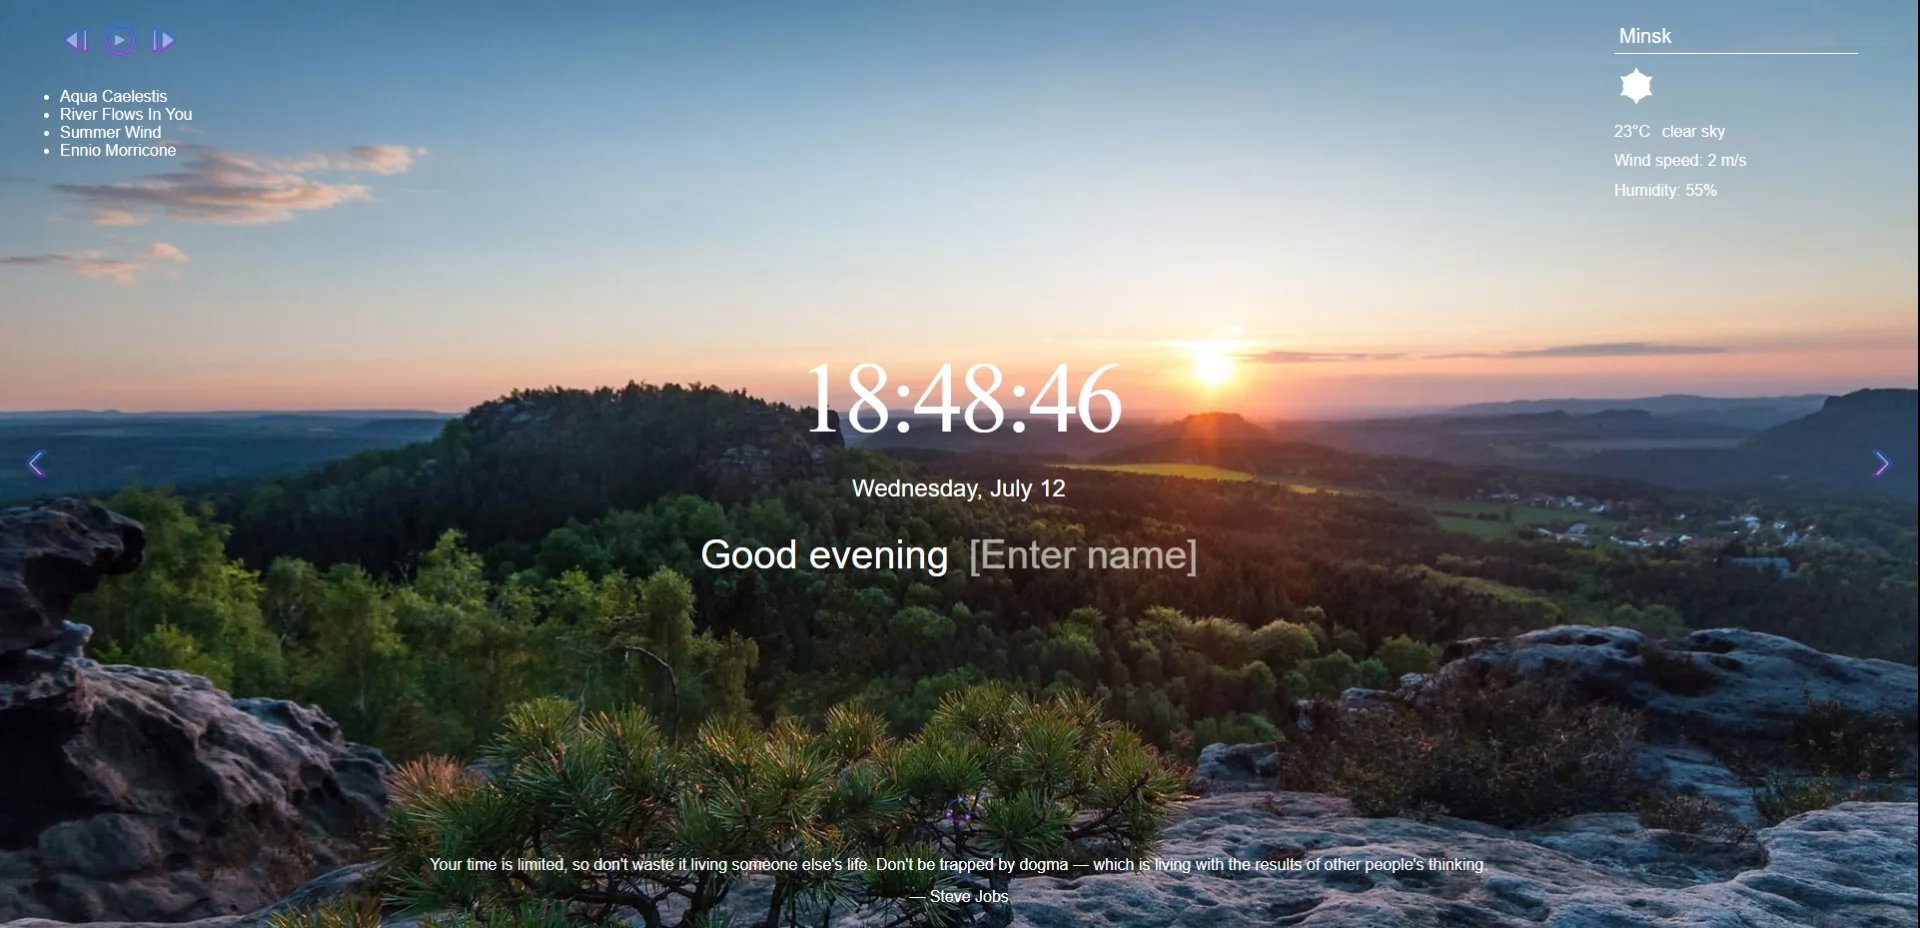 Aqua Caelestis
River Flows In You
Summer Wind
Ennio Morricone
Minsk
23°C clear sky
Wind speed: 2 m/s
Humidity: 55%
18:48:46
Wednesday, July 12
Good evening [Enter name]
Your time is limited, so don't waste it living someone else's life. Don't be trapped by dogma — which is living with the results of other people's thinking.
— Steve Jobs